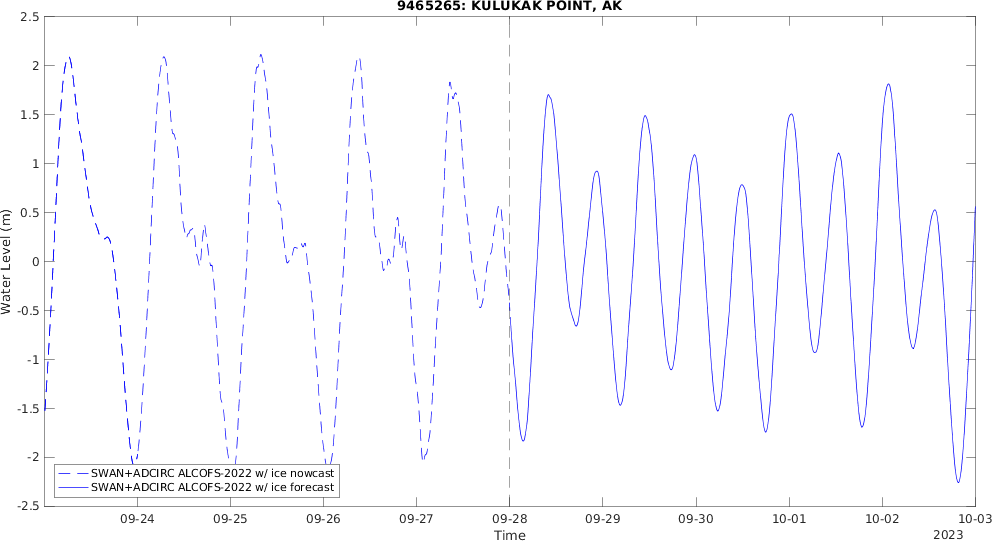 9465265: KULUKAK POINT, AK
2.5
2
1.5
1
0.5
0
-0.5
-1
-1.5
-2
-2.5
Water Level (m)
SWAN+ADCIRC ALCOFS-2022 w/ ice nowcast
SWAN+ADCIRC ALCOFS-2022 w/ ice forecast
09-24 09-25 09-26 09-27 09-28 09-29 09-30 10-01 10-02 10-03
Time
2023